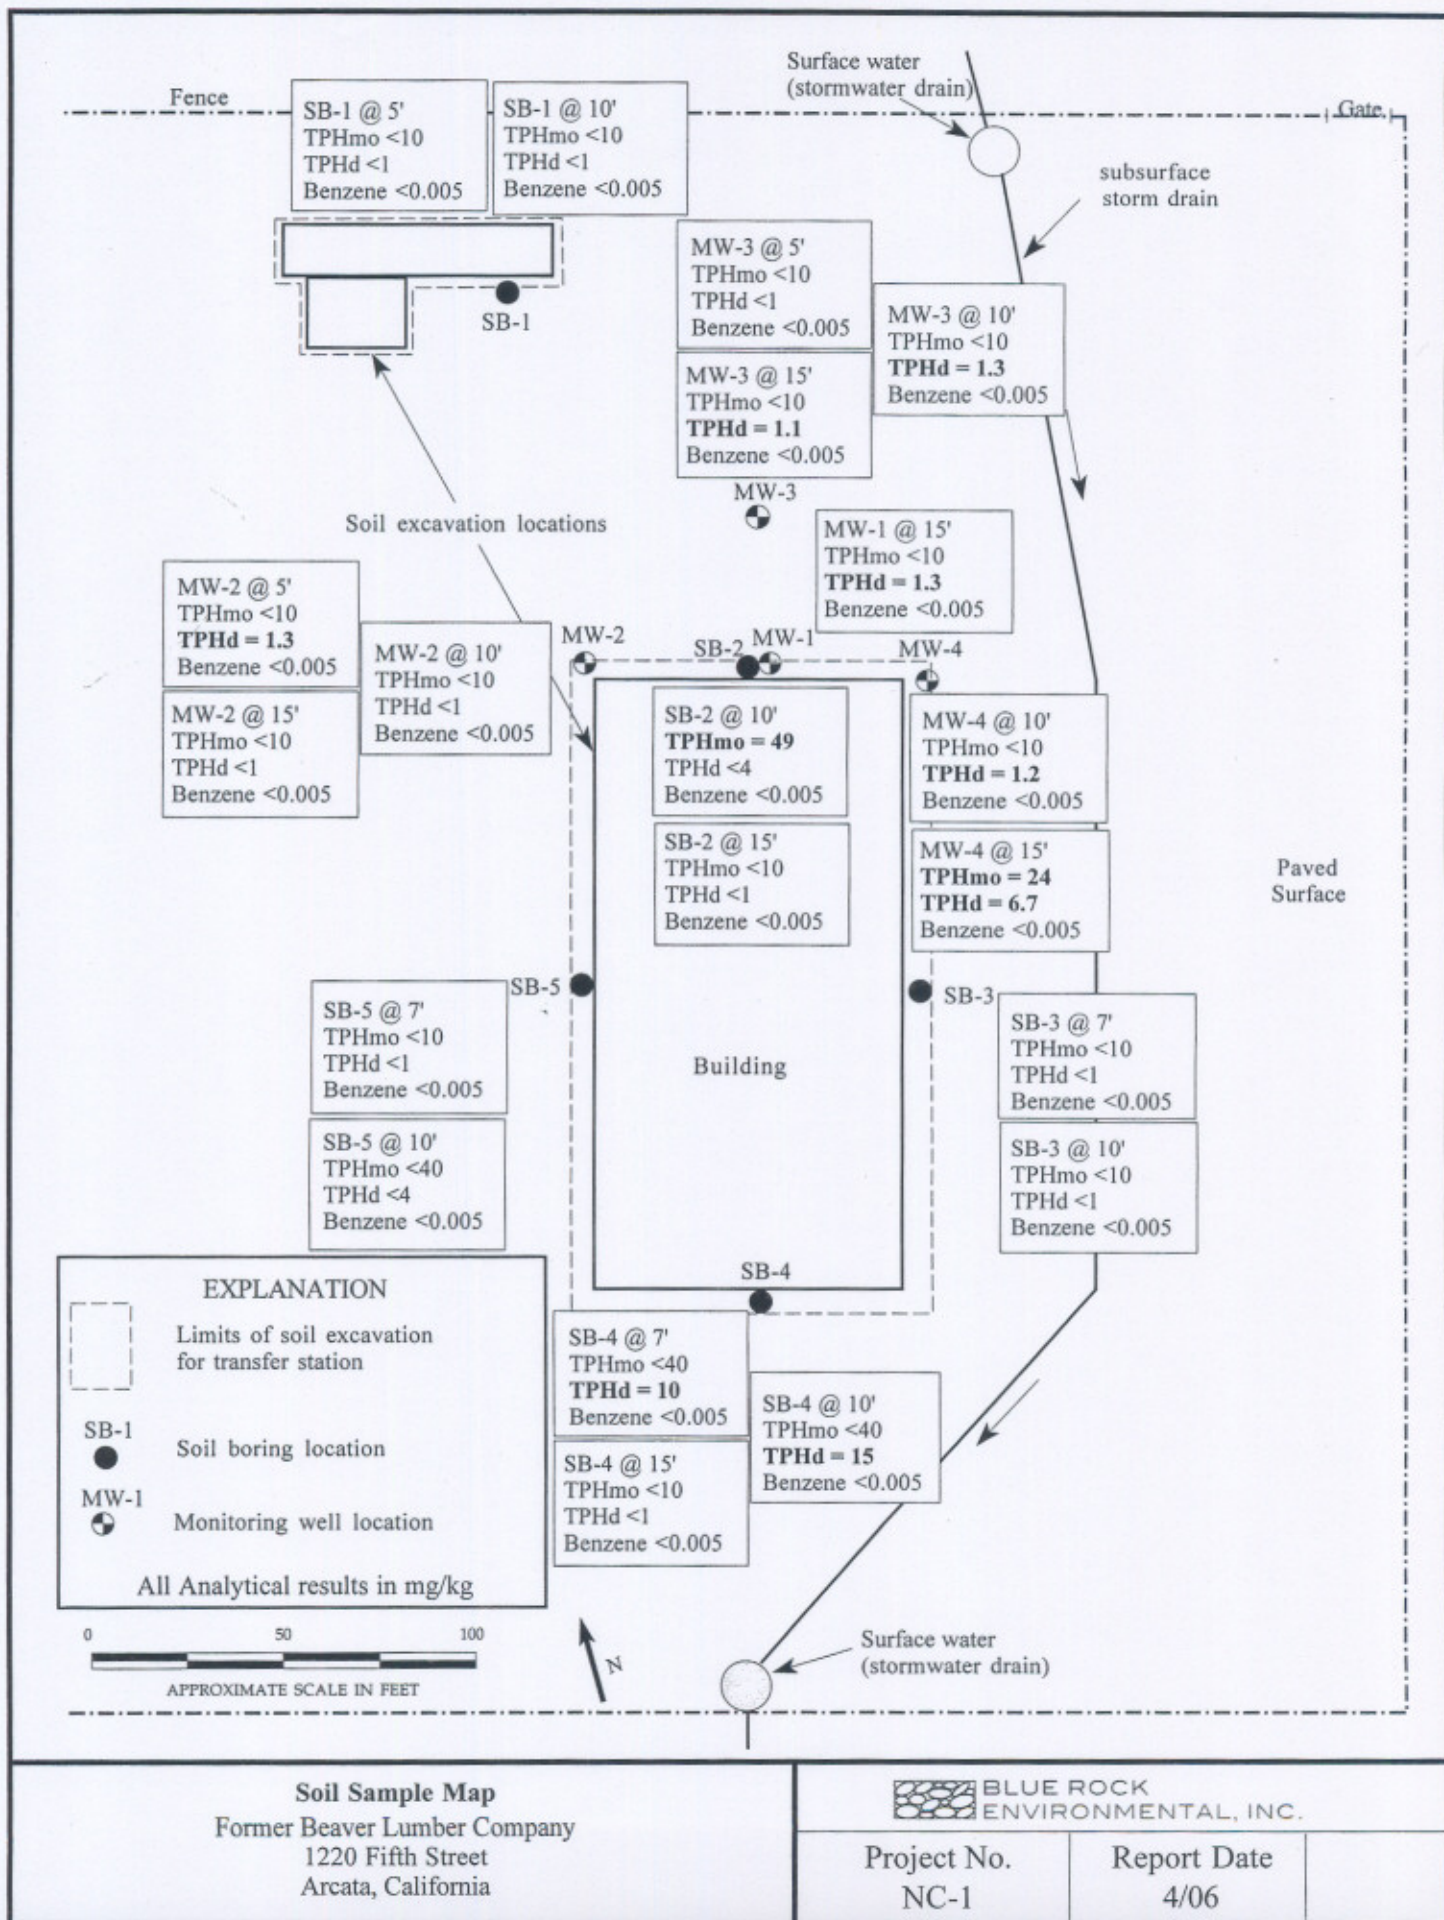 Surface water
(stormwater drain)
Fence
Gate
SB-1 @ 5'
TPHmo <10
TPHd <1
Benzene <0.005
SB-1 @ 10'
TPHmo <10
TPHd <1
Benzene <0.005
subsurface
storm drain
SB-1
MW-3 @ 5'
TPHmo <10
TPHd <1
Benzene <0.005
MW-3 @ 10'
TPHmo <10
TPHd = 1.3
Benzene <0.005
MW-3 @ 15'
TPHmo <10
TPHd = 1.1
Benzene <0.005
MW-3
Soil excavation locations
MW-1 @ 15'
TPHmo <10
TPHd = 1.3
Benzene <0.005
MW-2 @ 5'
TPHmo <10
TPHd = 1.3
Benzene <0.005
MW-2 @ 10'
TPHmo <10
TPHd <1
Benzene <0.005
MW-2 @ 15'
TPHmo <10
TPHd <1
Benzene <0.005
MW-2
SB-2
MW-1
MW-4
SB-2 @ 10'
TPHmo = 49
TPHd <4
Benzene <0.005
SB-2 @ 15'
TPHmo <10
TPHd <1
Benzene <0.005
MW-4 @ 10'
TPHmo <10
TPHd = 1.2
Benzene <0.005
MW-4 @ 15'
TPHmo = 24
TPHd = 6.7
Benzene <0.005
Paved
Surface
SB-5
SB-3
SB-5 @ 7'
TPHmo <10
TPHd <1
Benzene <0.005
SB-5 @ 10'
TPHmo <40
TPHd <4
Benzene <0.005
Building
SB-3 @ 7'
TPHmo <10
TPHd <1
Benzene <0.005
SB-3 @ 10'
TPHmo <10
TPHd <1
Benzene <0.005
SB-4
SB-4 @ 7'
TPHmo <40
TPHd = 10
Benzene <0.005
SB-4 @ 10'
TPHmo <40
TPHd = 15
Benzene <0.005
SB-4 @ 15'
TPHmo <10
TPHd <1
Benzene <0.005
EXPLANATION
Limits of soil excavation
for transfer station
SB-1
Soil boring location
MW-1
Monitoring well location
All Analytical results in mg/kg
0 50 100
APPROXIMATE SCALE IN FEET
N
Surface water
(stormwater drain)
Soil Sample Map
Former Beaver Lumber Company
1220 Fifth Street
Arcata, California
BLUE ROCK
ENVIRONMENTAL, INC.
Project No.
NC-1
Report Date
4/06